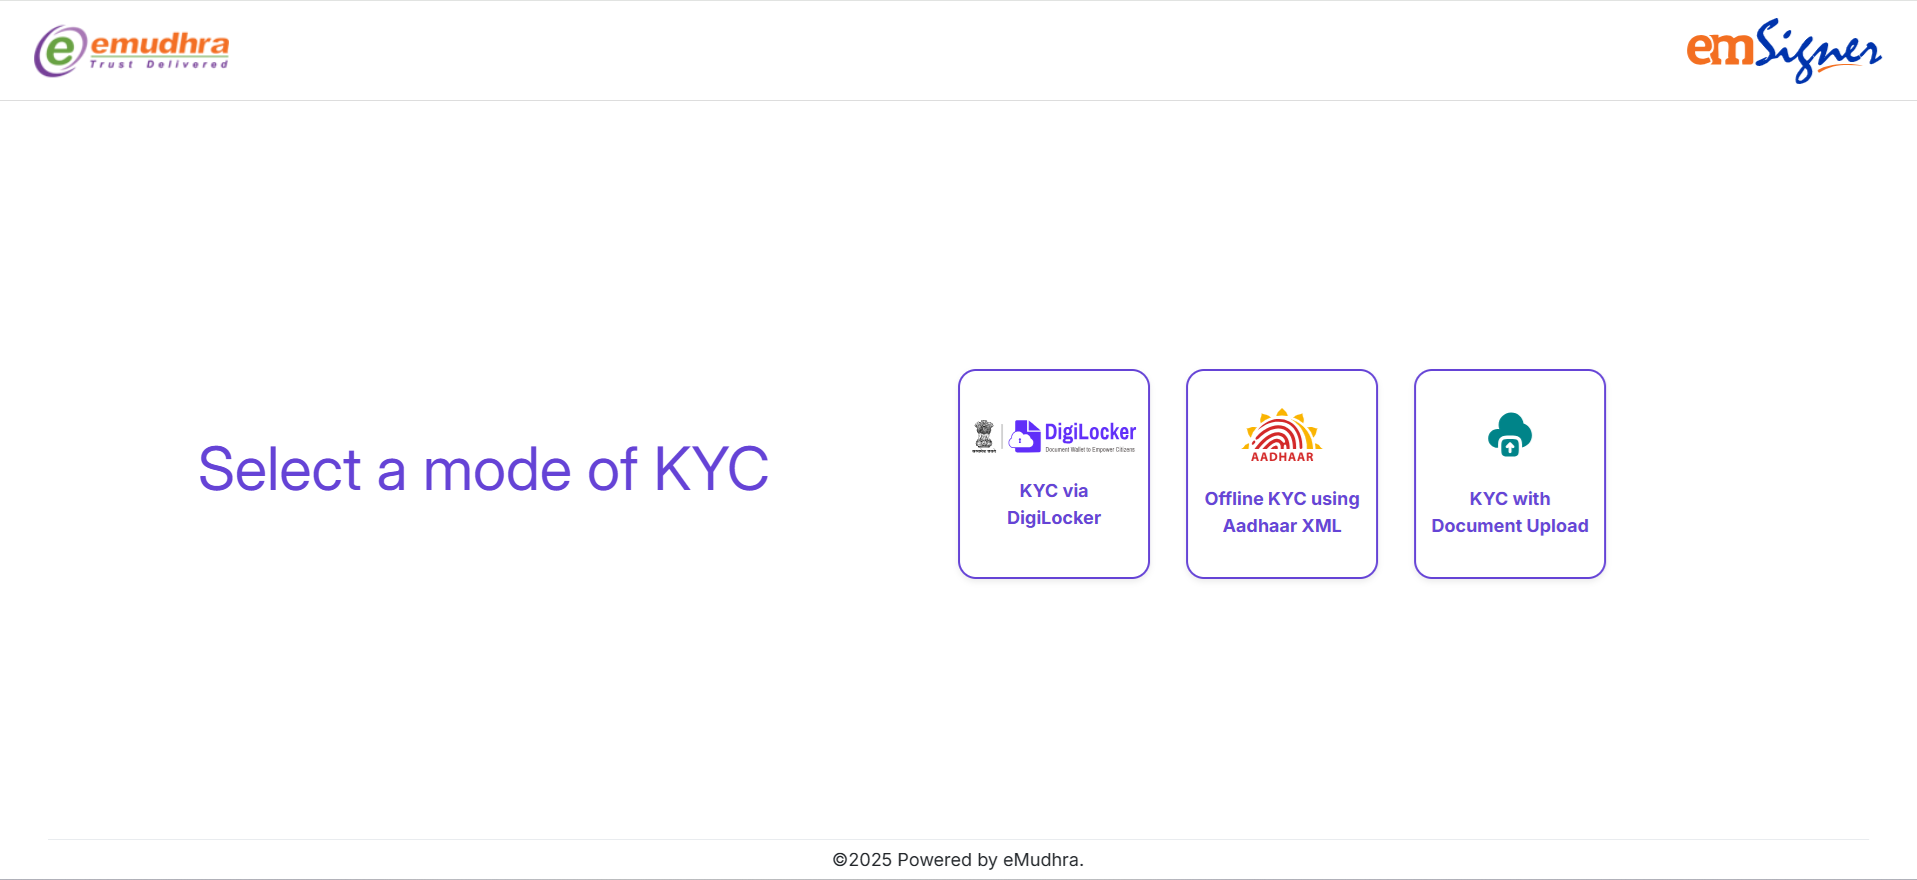 emudhra
Trust Delivered
emSigner
Select a mode of KYC
DigiLocker
Document Wallet to Empower Citizens
KYC via
DigiLocker
AADHAAR
Offline KYC using
Aadhaar XML
KYC with
Document Upload
©2025 Powered by eMudhra.